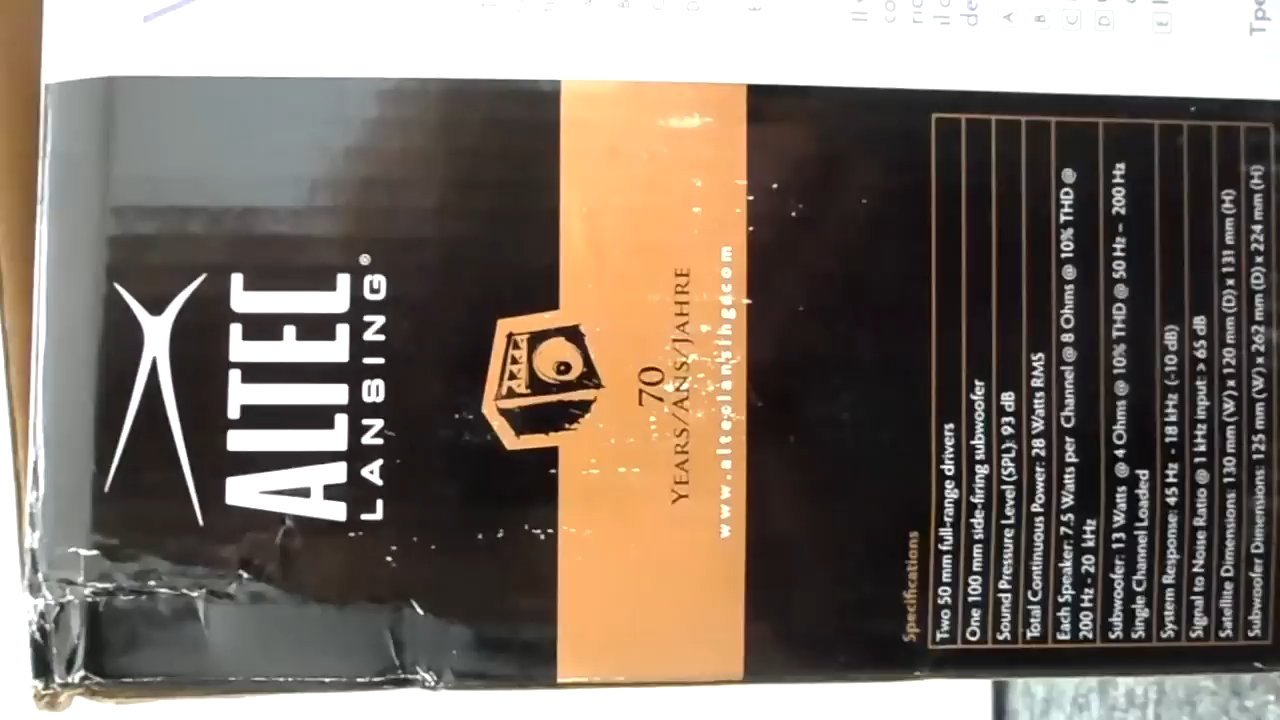 ALTEC
LANSING®
70
YEARS/ANS/JAHRE
www.alteclansing.com
Specifications
Two 50 mm full-range drivers
One 100 mm side-firing subwoofer
Sound Pressure Level (SPL): 93 dB
Total Continuous Power: 28 Watts RMS
Each Speaker: 7.5 Watts per Channel @ 8 Ohms @ 10% THD @
200 Hz - 20 kHz
Subwoofer: 13 Watts @ 4 Ohms @ 10% THD @ 50 Hz – 200 Hz
Single Channel Loaded
System Response: 45 Hz - 18 kHz (-10 dB)
Signal to Noise Ratio @ 1 kHz input: > 65 dB
Satellite Dimensions: 130 mm (W) x 120 mm (D) x 131 mm (H)
Subwoofer Dimensions: 125 mm (W) x 262 mm (D) x 224 mm (H)
A
B
C
D
E